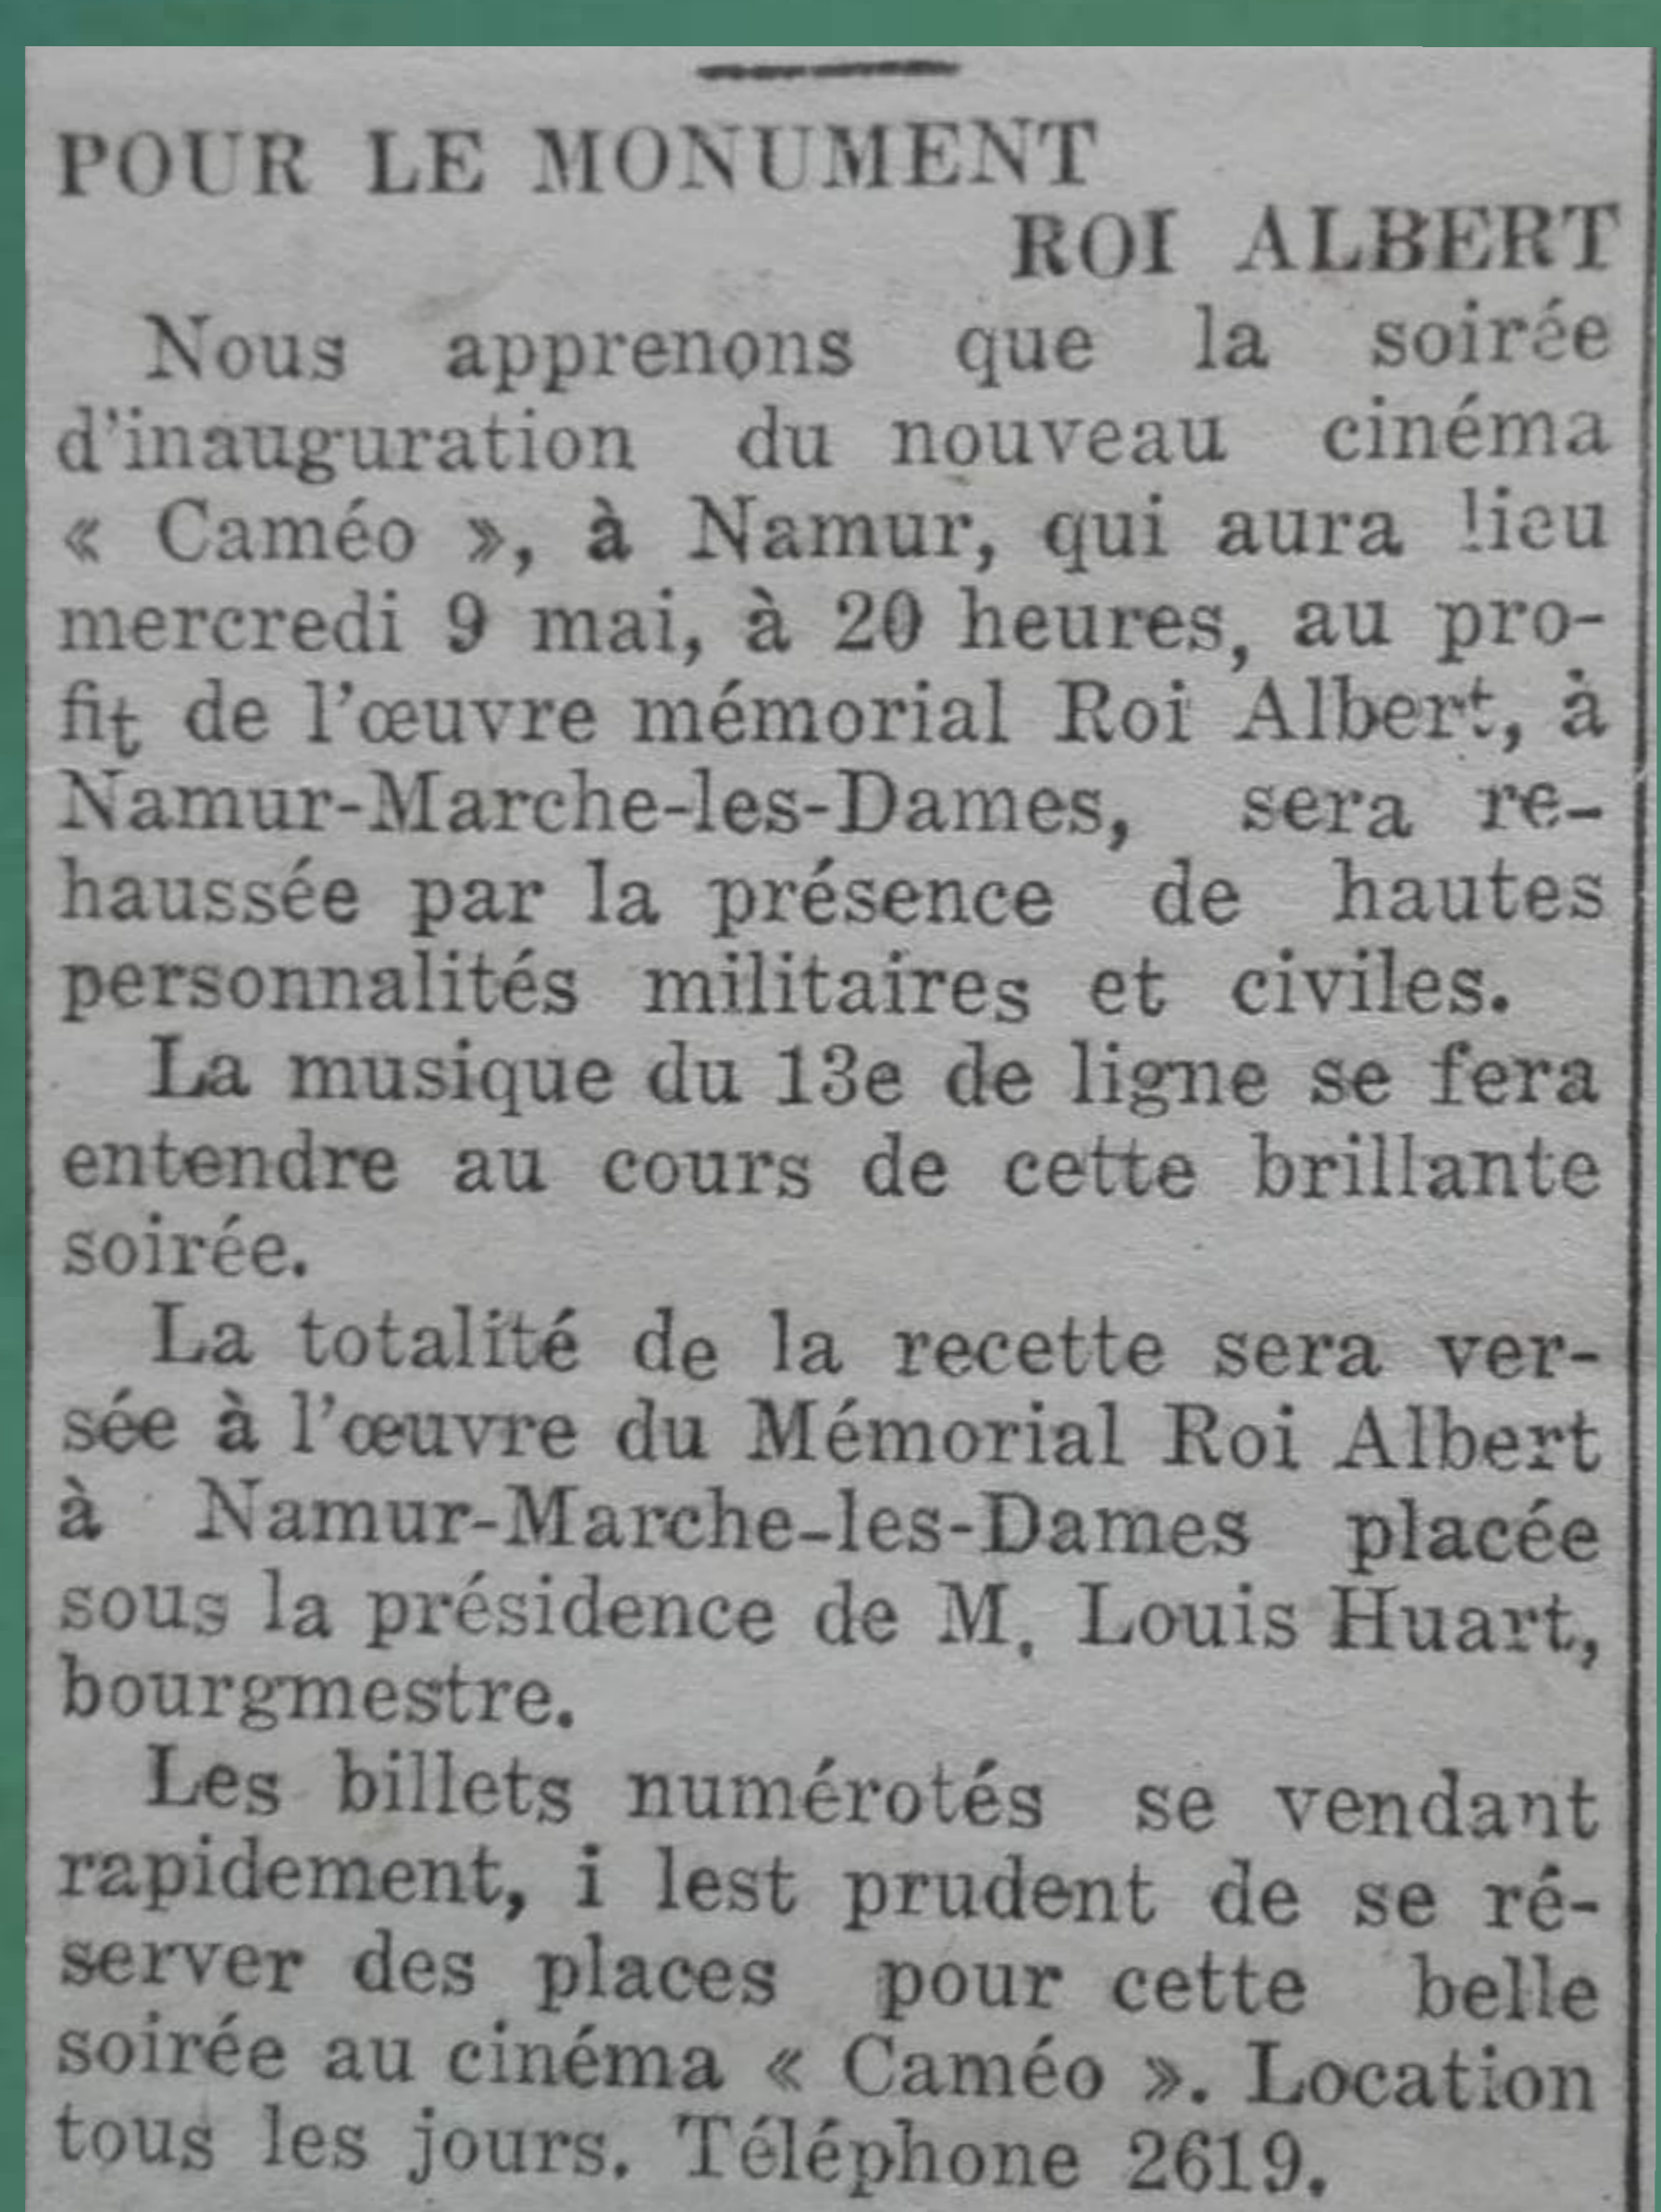 POUR LE MONUMENT
ROI ALBERT
Nous apprenons que la soirée
d'inauguration du nouveau cinéma
« Caméo », à Namur, qui aura lieu
mercredi 9 mai, à 20 heures, au pro-
fit de l'œuvre mémorial Roi Albert, à
Namur-Marche-les-Dames, sera re-
haussée par la présence de hautes
personnalités militaires et civiles.
La musique du 13e de ligne se fera
entendre au cours de cette brillante
soirée.
La totalité de la recette sera ver-
sée à l'œuvre du Mémorial Roi Albert
à Namur-Marche-les-Dames placée
sous la présidence de M. Louis Huart,
bourgmestre.
Les billets numérotés se vendant
rapidement, i lest prudent de se ré-
server des places pour cette belle
soirée au cinéma « Caméo ». Location
tous les jours. Téléphone 2619.